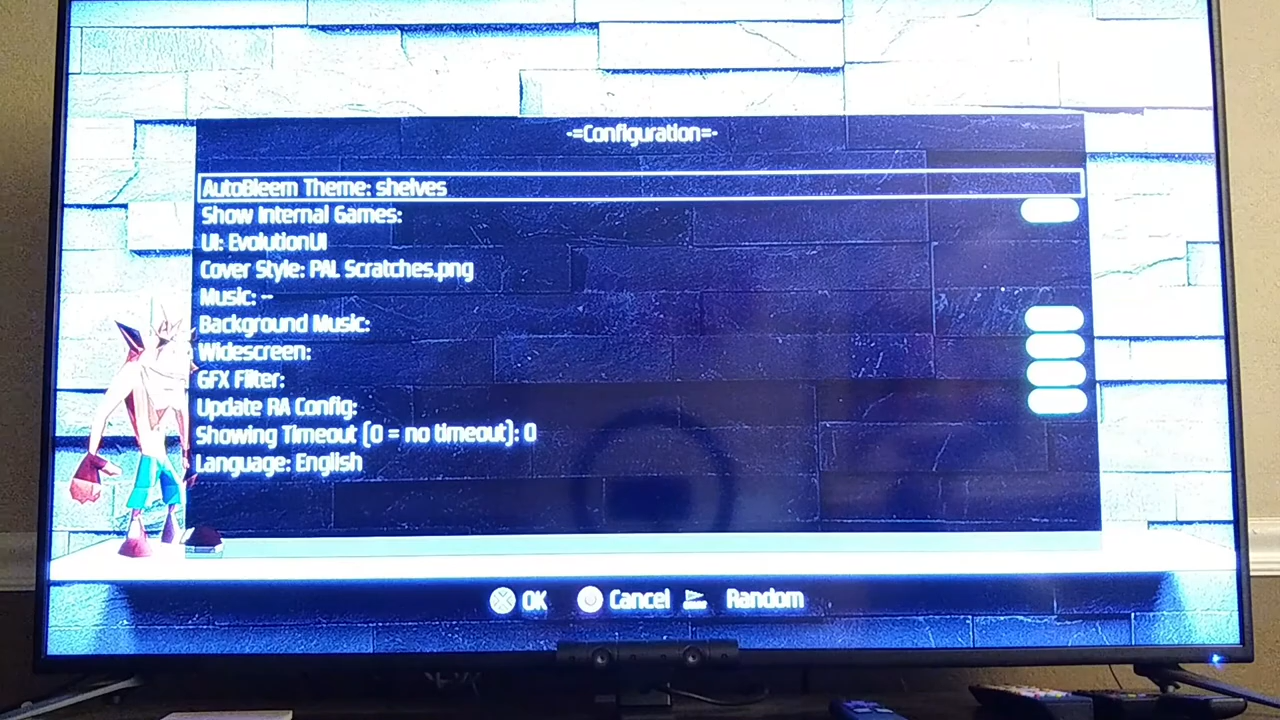 -=Configuration=-
AutoBleem Theme: shelves
Show Internal Games:
UI: EvolutionUI
Cover Style: PAL Scratches.png
Music: --
Background Music:
Widescreen:
GFX Filter:
Update RA Config:
Showing Timeout (0 = no timeout): 0
Language: English
OK Cancel Random